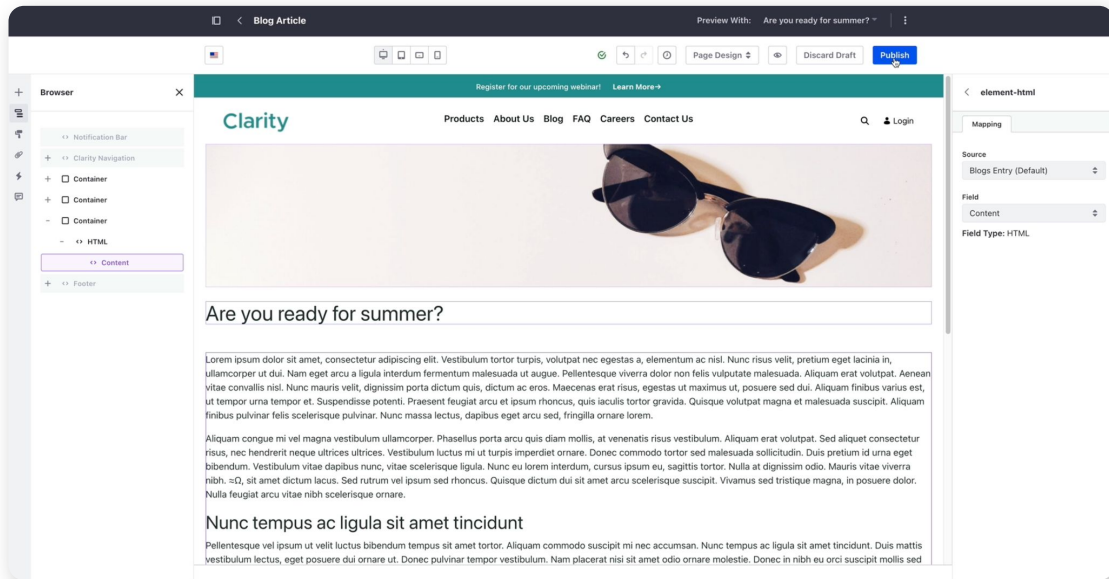 Blog Article
Preview With: Are you ready for summer?
Page Design
Discard Draft
Publish
Browser
Notification Bar
Clarity Navigation
Container
Container
Container
HTML
Content
Footer
Register for our upcoming webinar! Learn More→
Clarity
Products About Us Blog FAQ Careers Contact Us
Login
Are you ready for summer?
Lorem ipsum dolor sit amet, consectetur adipiscing elit. Vestibulum tortor turpis, volutpat nec egestas a, elementum ac nisl. Nunc risus velit, pretium eget lacinia in,
ullamcorper ut dui. Nam eget arcu a ligula interdum fermentum malesuada ut augue. Pellentesque viverra dolor non felis vulputate malesuada. Aliquam erat volutpat. Aenean
vitae convallis nisl. Nunc mauris velit, dignissim porta dictum quis, dictum ac eros. Maecenas erat risus, egestas ut maximus ut, posuere sed dui. Aliquam finibus varius est,
ut tempor urna tempor et. Suspendisse potenti. Praesent feugiat arcu et ipsum rhoncus, quis iaculis tortor gravida. Quisque volutpat magna et malesuada suscipit. Aliquam
finibus pulvinar felis scelerisque pulvinar. Nunc massa lectus, dapibus eget arcu sed, fringilla ornare lorem.
Aliquam congue mi vel magna vestibulum ullamcorper. Phasellus porta arcu quis diam mollis, at venenatis risus vestibulum. Aliquam erat volutpat. Sed aliquet consectetur
risus, nec hendrerit neque ultrices ultrices. Vestibulum luctus mi ut turpis imperdiet ornare. Donec commodo tortor sed malesuada sollicitudin. Duis pretium id urna eget
bibendum. Vestibulum vitae dapibus nunc, vitae scelerisque ligula. Nunc eu lorem interdum, cursus ipsum eu, sagittis tortor. Nulla at dignissim odio. Mauris vitae viverra
nibh. ≈Ω, sit amet dictum lacus. Sed rutrum vel ipsum sed rhoncus. Quisque dictum dui sit amet arcu scelerisque suscipit. Vivamus sed tristique magna, in posuere dolor.
Nulla feugiat arcu vitae nibh scelerisque ornare.
Nunc tempus ac ligula sit amet tincidunt
Pellentesque vel ipsum ut velit luctus bibendum tempus sit amet tortor. Aliquam commodo suscipit mi nec accumsan. Nunc tempus ac ligula sit amet tincidunt. Duis mattis
vestibulum lectus, eget posuere dui ornare ut. Donec pulvinar tempor vestibulum. Nam placerat nisi sit amet odio ornare molestie. Donec in nibh eu orci suscipit mollis sed
element-html
Mapping
Source
Blogs Entry (Default)
Field
Content
Field Type: HTML